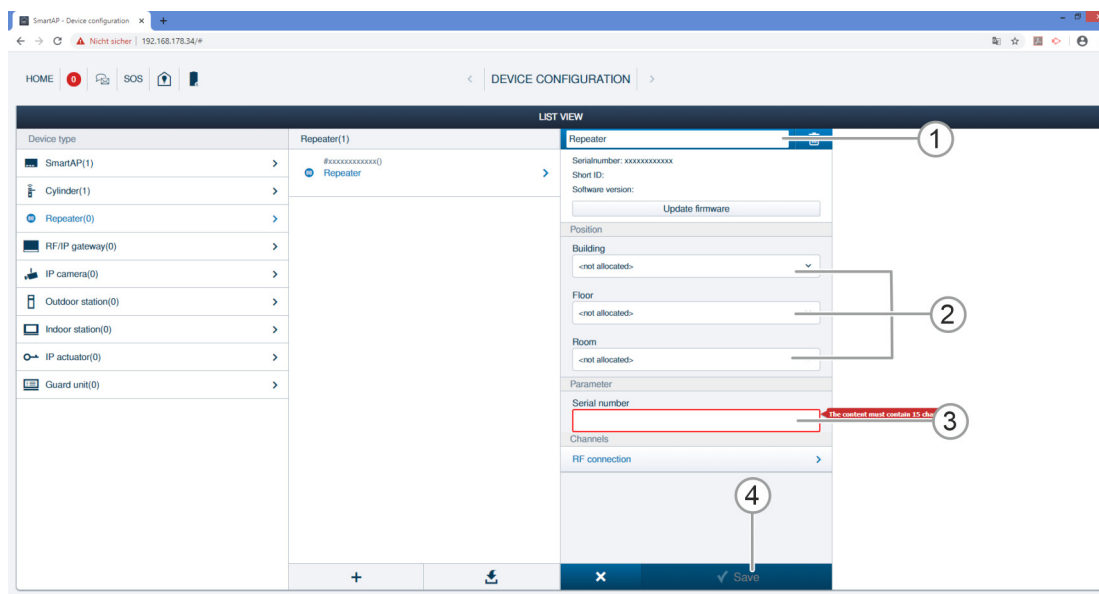 SmartAP - Device configuration
Nicht sicher | 192.168.178.34/#
HOME 0 SOS
< DEVICE CONFIGURATION >
LIST VIEW
Device type
SmartAP(1)
Cylinder(1)
Repeater(0)
RF/IP gateway(0)
IP camera(0)
Outdoor station(0)
Indoor station(0)
IP actuator(0)
Guard unit(0)
Repeater(1)
#xxxxxxxxxxxx()
Repeater
Repeater
Serialnumber: xxxxxxxxxxxx
Short ID:
Software version:
Update firmware
Position
Building
<not allocated>
Floor
<not allocated>
Room
<not allocated>
Parameter
Serial number
The content must contain 15
Channels
RF connection
Save
1
2
3
4